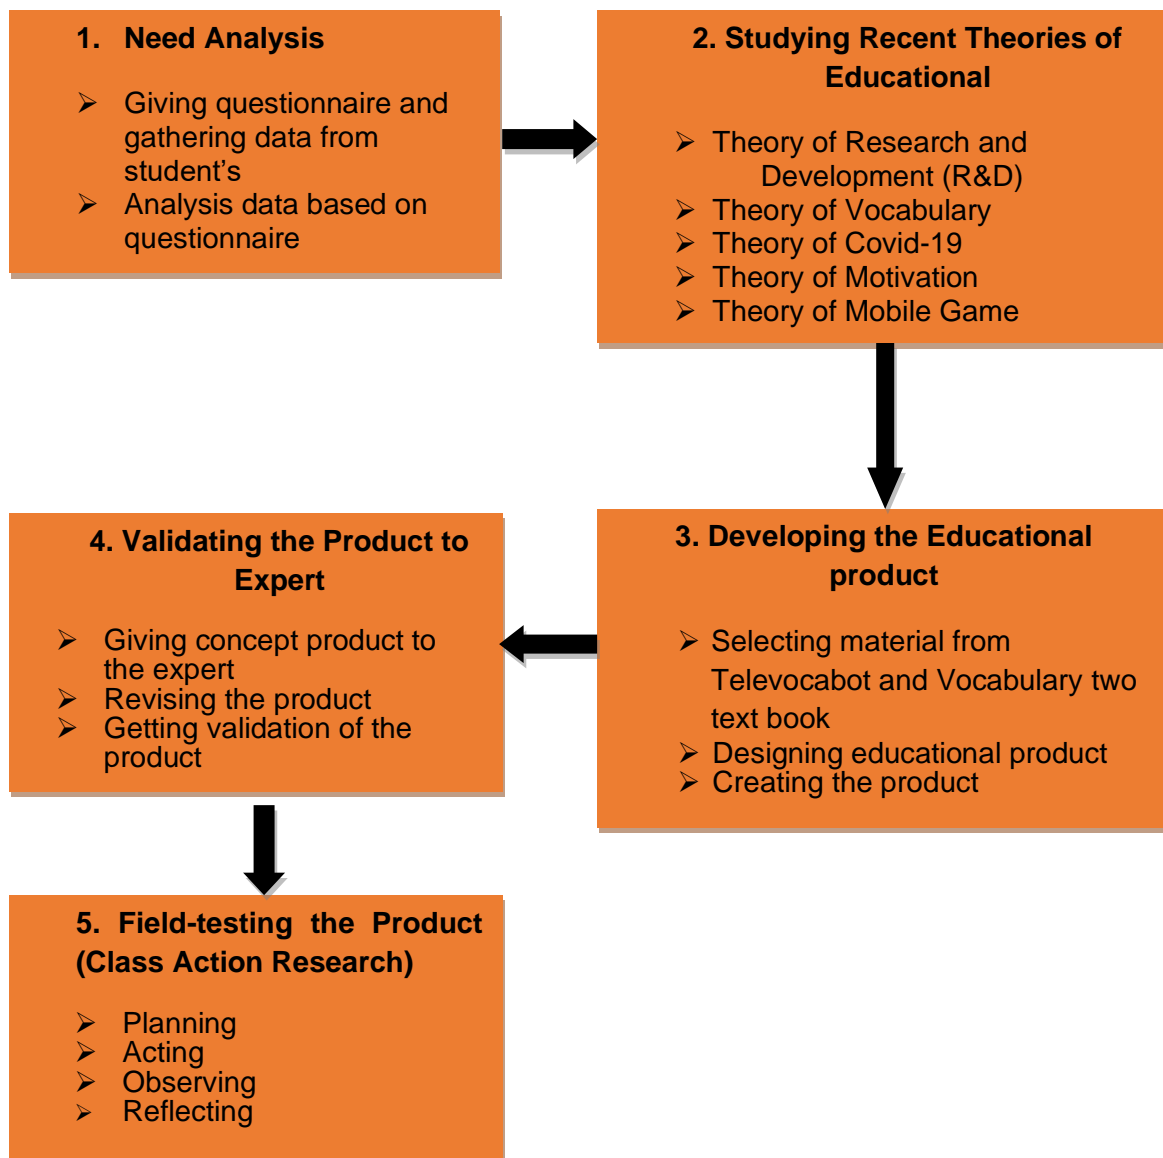 1. Need Analysis
➢ Giving questionnaire and
gathering data from
student’s
➢ Analysis data based on
questionnaire
2. Studying Recent Theories of
Educational
➢ Theory of Research and
Development (R&D)
➢ Theory of Vocabulary
➢ Theory of Covid-19
➢ Theory of Motivation
➢ Theory of Mobile Game
3. Developing the Educational
product
➢ Selecting material from
Televocabot and Vocabulary two
text book
➢ Designing educational product
➢ Creating the product
4. Validating the Product to
Expert
➢ Giving concept product to
the expert
➢ Revising the product
➢ Getting validation of the
product
5. Field-testing the Product
(Class Action Research)
➢ Planning
➢ Acting
➢ Observing
➢ Reflecting